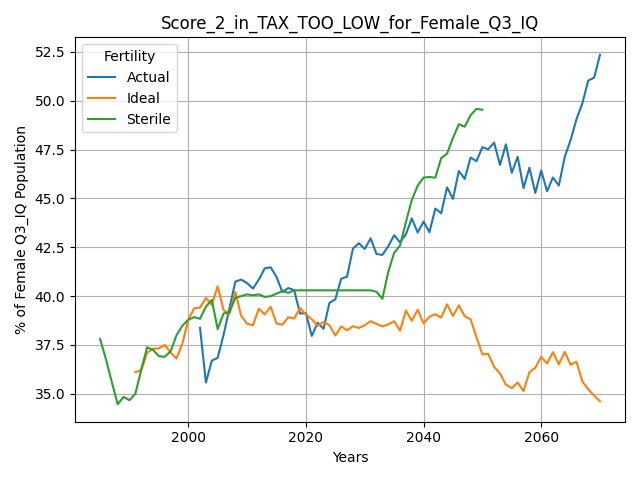 Score_2_in_TAX_TOO_LOW_for_Female_Q3_IQ
Fertility
Actual
Ideal
Sterile
% of Female Q3_IQ Population
52.5
50.0
47.5
45.0
42.5
40.0
37.5
35.0
2000 2020 2040 2060
Years